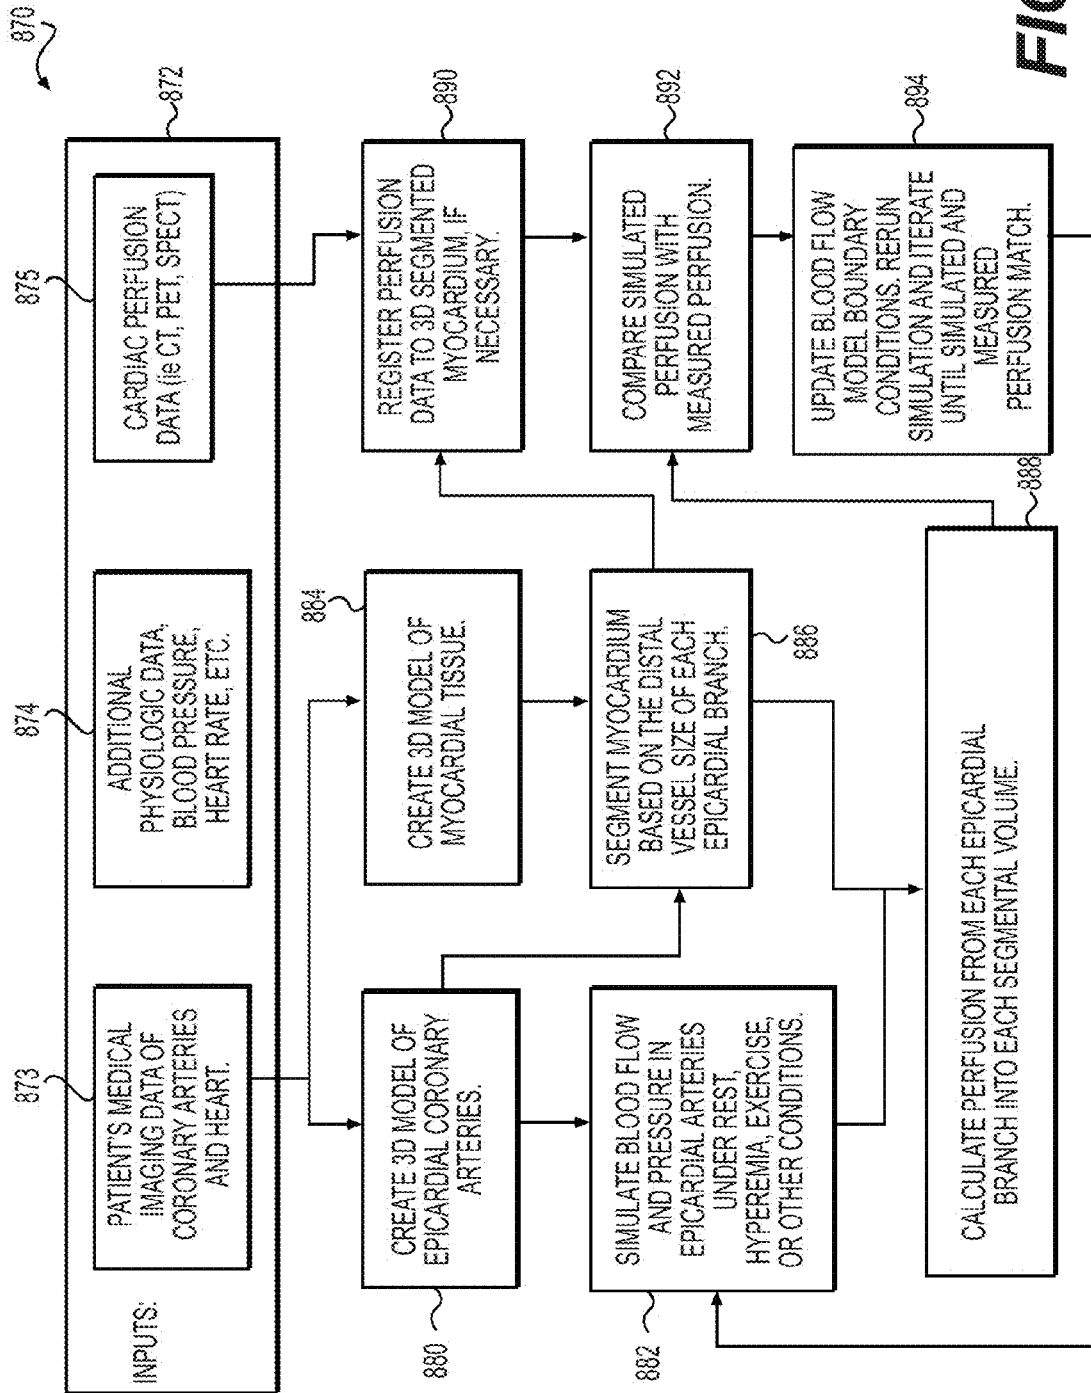 870
872
INPUTS:
873
PATIENT'S MEDICAL
IMAGING DATA OF
CORONARY ARTERIES
AND HEART.
874
ADDITIONAL
PHYSIOLOGIC DATA,
BLOOD PRESSURE,
HEART RATE, ETC.
875
CARDIAC PERFUSION
DATA (ie CT, PET, SPECT)
880
CREATE 3D MODEL OF
EPICARDIAL CORONARY
ARTERIES.
884
CREATE 3D MODEL OF
MYOCARDIAL TISSUE.
890
REGISTER PERFUSION
DATA TO 3D SEGMENTED
MYOCARDIUM, IF
NECESSARY.
882
SIMULATE BLOOD FLOW
AND PRESSURE IN
EPICARDIAL ARTERIES
UNDER REST,
HYPEREMIA, EXERCISE,
OR OTHER CONDITIONS.
886
SEGMENT MYOCARDIUM
BASED ON THE DISTAL
VESSEL SIZE OF EACH
EPICARDIAL BRANCH.
892
COMPARE SIMULATED
PERFUSION WITH
MEASURED PERFUSION.
894
UPDATE BLOOD FLOW
MODEL BOUNDARY
CONDITIONS. RERUN
SIMULATION AND ITERATE
UNTIL SIMULATED AND
MEASURED
PERFUSION MATCH.
888
CALCULATE PERFUSION FROM EACH EPICARDIAL
BRANCH INTO EACH SEGMENTAL VOLUME.